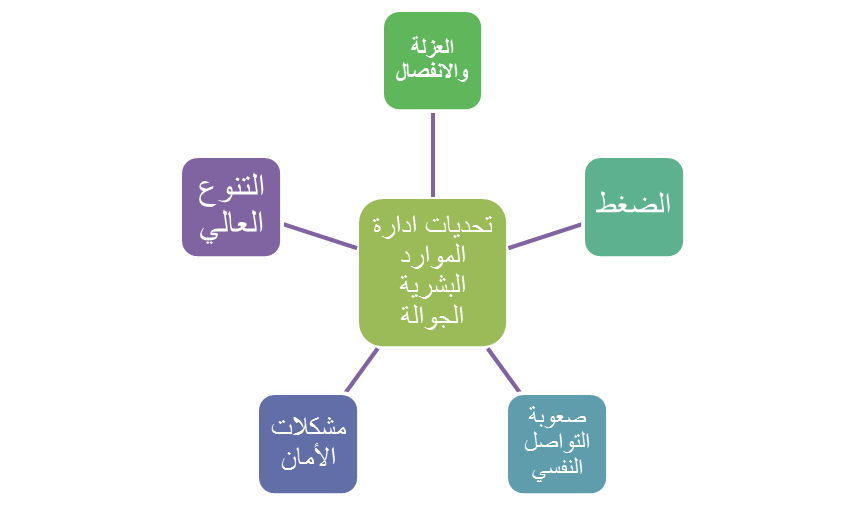 العزلة
والانفصال
الضغط
صعوبة
التواصل
النفسي
مشكلات
الأمان
التنوع
العالي
تحديات ادارة
الموارد
البشرية
الجوالة